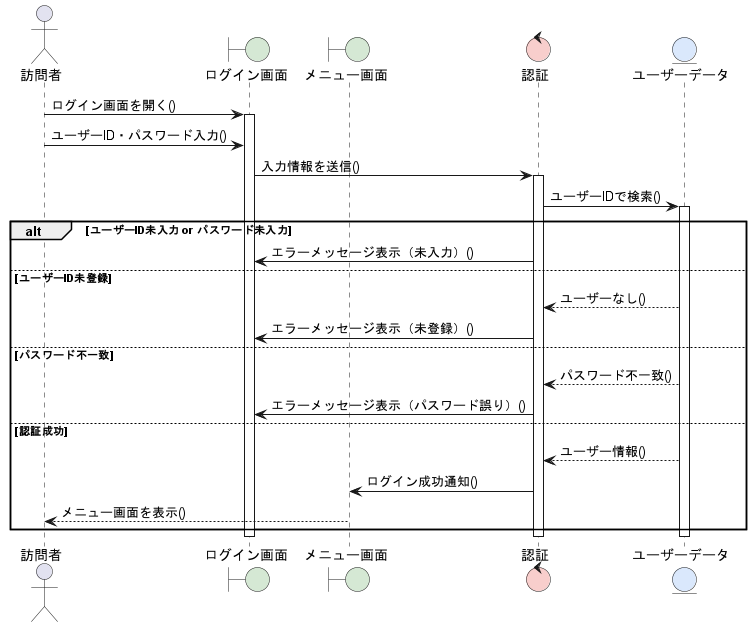 訪問者
ログイン画面
メニュー画面
認証
ユーザーデータ
ログイン画面を開く()
ユーザーID・パスワード入力()
入力情報を送信()
ユーザーIDで検索()
alt
[ユーザーID未入力 or パスワード未入力]
エラーメッセージ表示（未入力）()
[ユーザーID未登録]
ユーザーなし()
エラーメッセージ表示（未登録）()
[パスワード不一致]
パスワード不一致()
エラーメッセージ表示（パスワード誤り）()
[認証成功]
ユーザー情報()
ログイン成功通知()
メニュー画面を表示()
訪問者
ログイン画面
メニュー画面
認証
ユーザーデータ